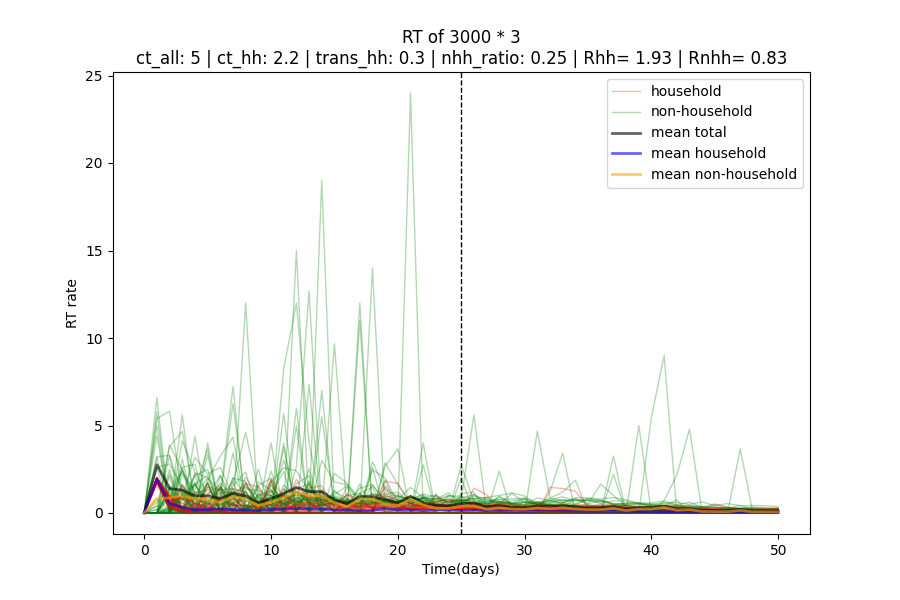 RT of 3000 * 3
ct_all: 5 | ct_hh: 2.2 | trans_hh: 0.3 | nhh_ratio: 0.25 | Rhh= 1.93 | Rnhh= 0.83
household
non-household
mean total
mean household
mean non-household
25
20
15
10
5
0
RT rate
0 10 20 30 40 50
Time(days)